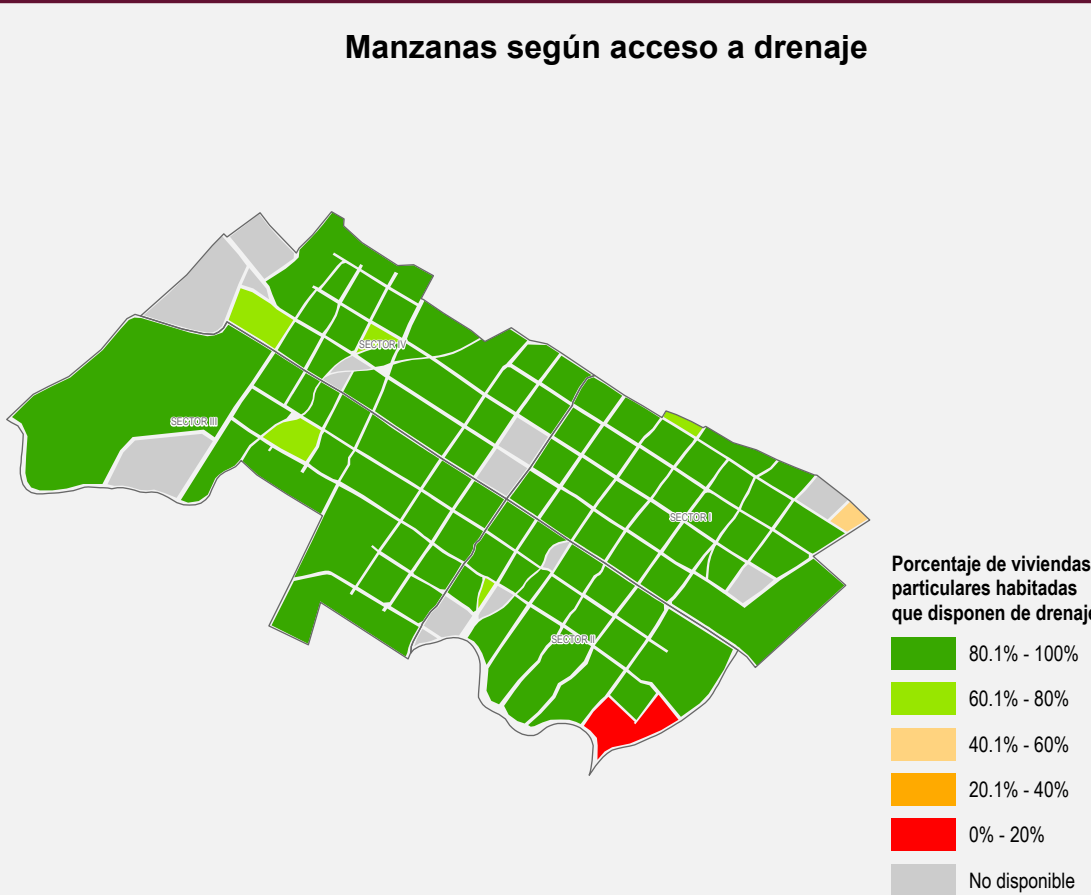 Manzanas según acceso a drenaje
SECTOR IV
SECTOR III
SECTOR I
SECTOR II
Porcentaje de viviendas
particulares habitadas
que disponen de drenaje
80.1% - 100%
60.1% - 80%
40.1% - 60%
20.1% - 40%
0% - 20%
No disponible